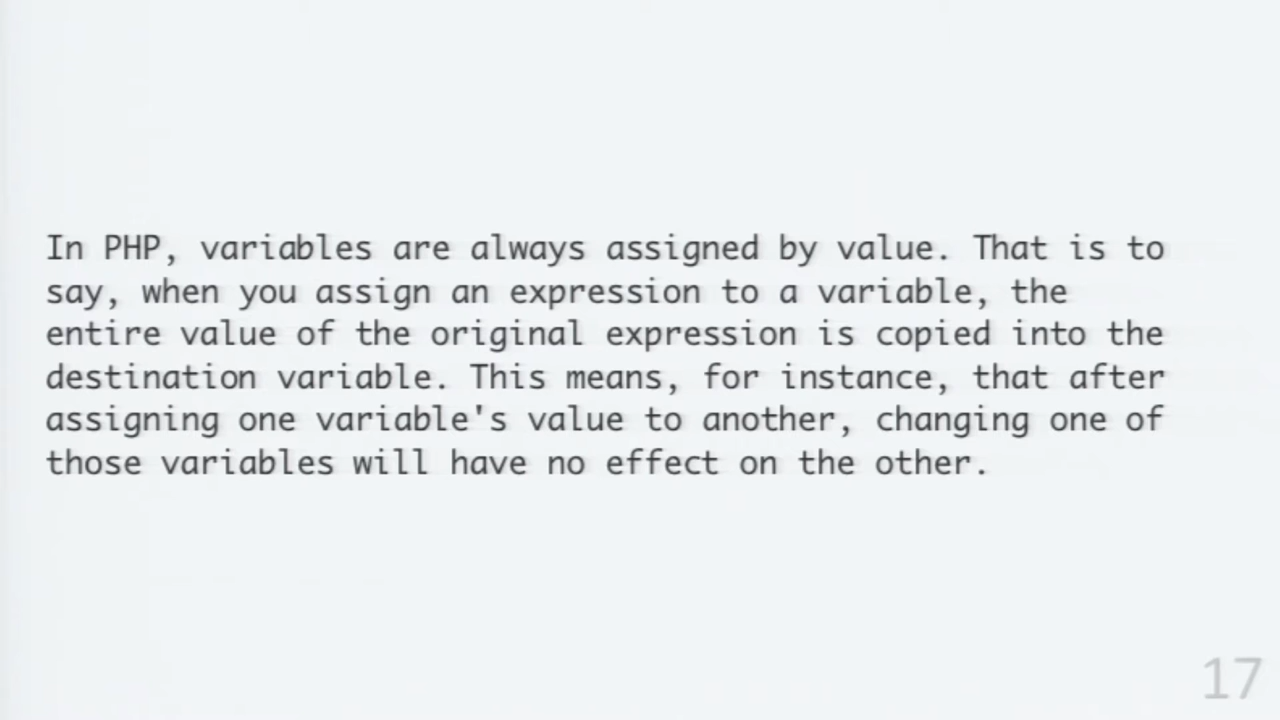 In PHP, variables are always assigned by value. That is to
say, when you assign an expression to a variable, the
entire value of the original expression is copied into the
destination variable. This means, for instance, that after
assigning one variable's value to another, changing one of
those variables will have no effect on the other.
17